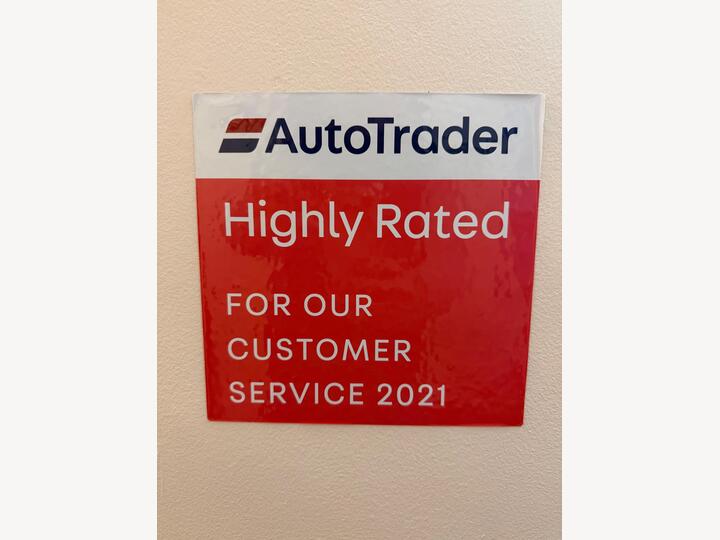 AutoTrader
Highly Rated
FOR OUR
CUSTOMER
SERVICE 2021